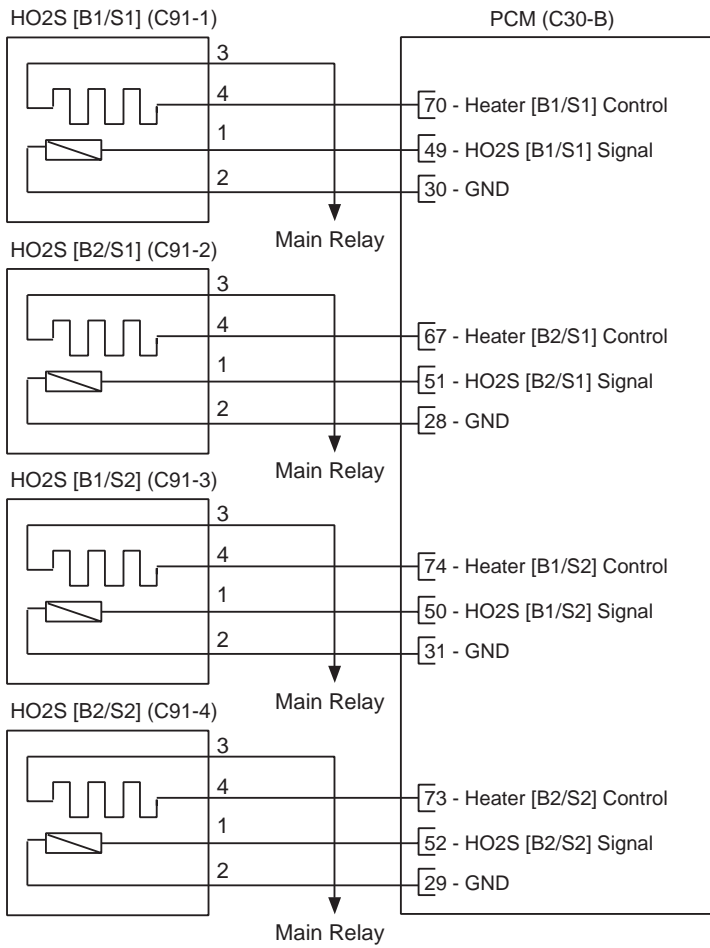 HO2S [B1/S1] (C91-1)
PCM (C30-B)
3
4
70 - Heater [B1/S1] Control
1
49 - HO2S [B1/S1] Signal
2
30 - GND
Main Relay
HO2S [B2/S1] (C91-2)
3
4
67 - Heater [B2/S1] Control
1
51 - HO2S [B2/S1] Signal
2
28 - GND
Main Relay
HO2S [B1/S2] (C91-3)
3
4
74 - Heater [B1/S2] Control
1
50 - HO2S [B1/S2] Signal
2
31 - GND
Main Relay
HO2S [B2/S2] (C91-4)
3
4
73 - Heater [B2/S2] Control
1
52 - HO2S [B2/S2] Signal
2
29 - GND
Main Relay